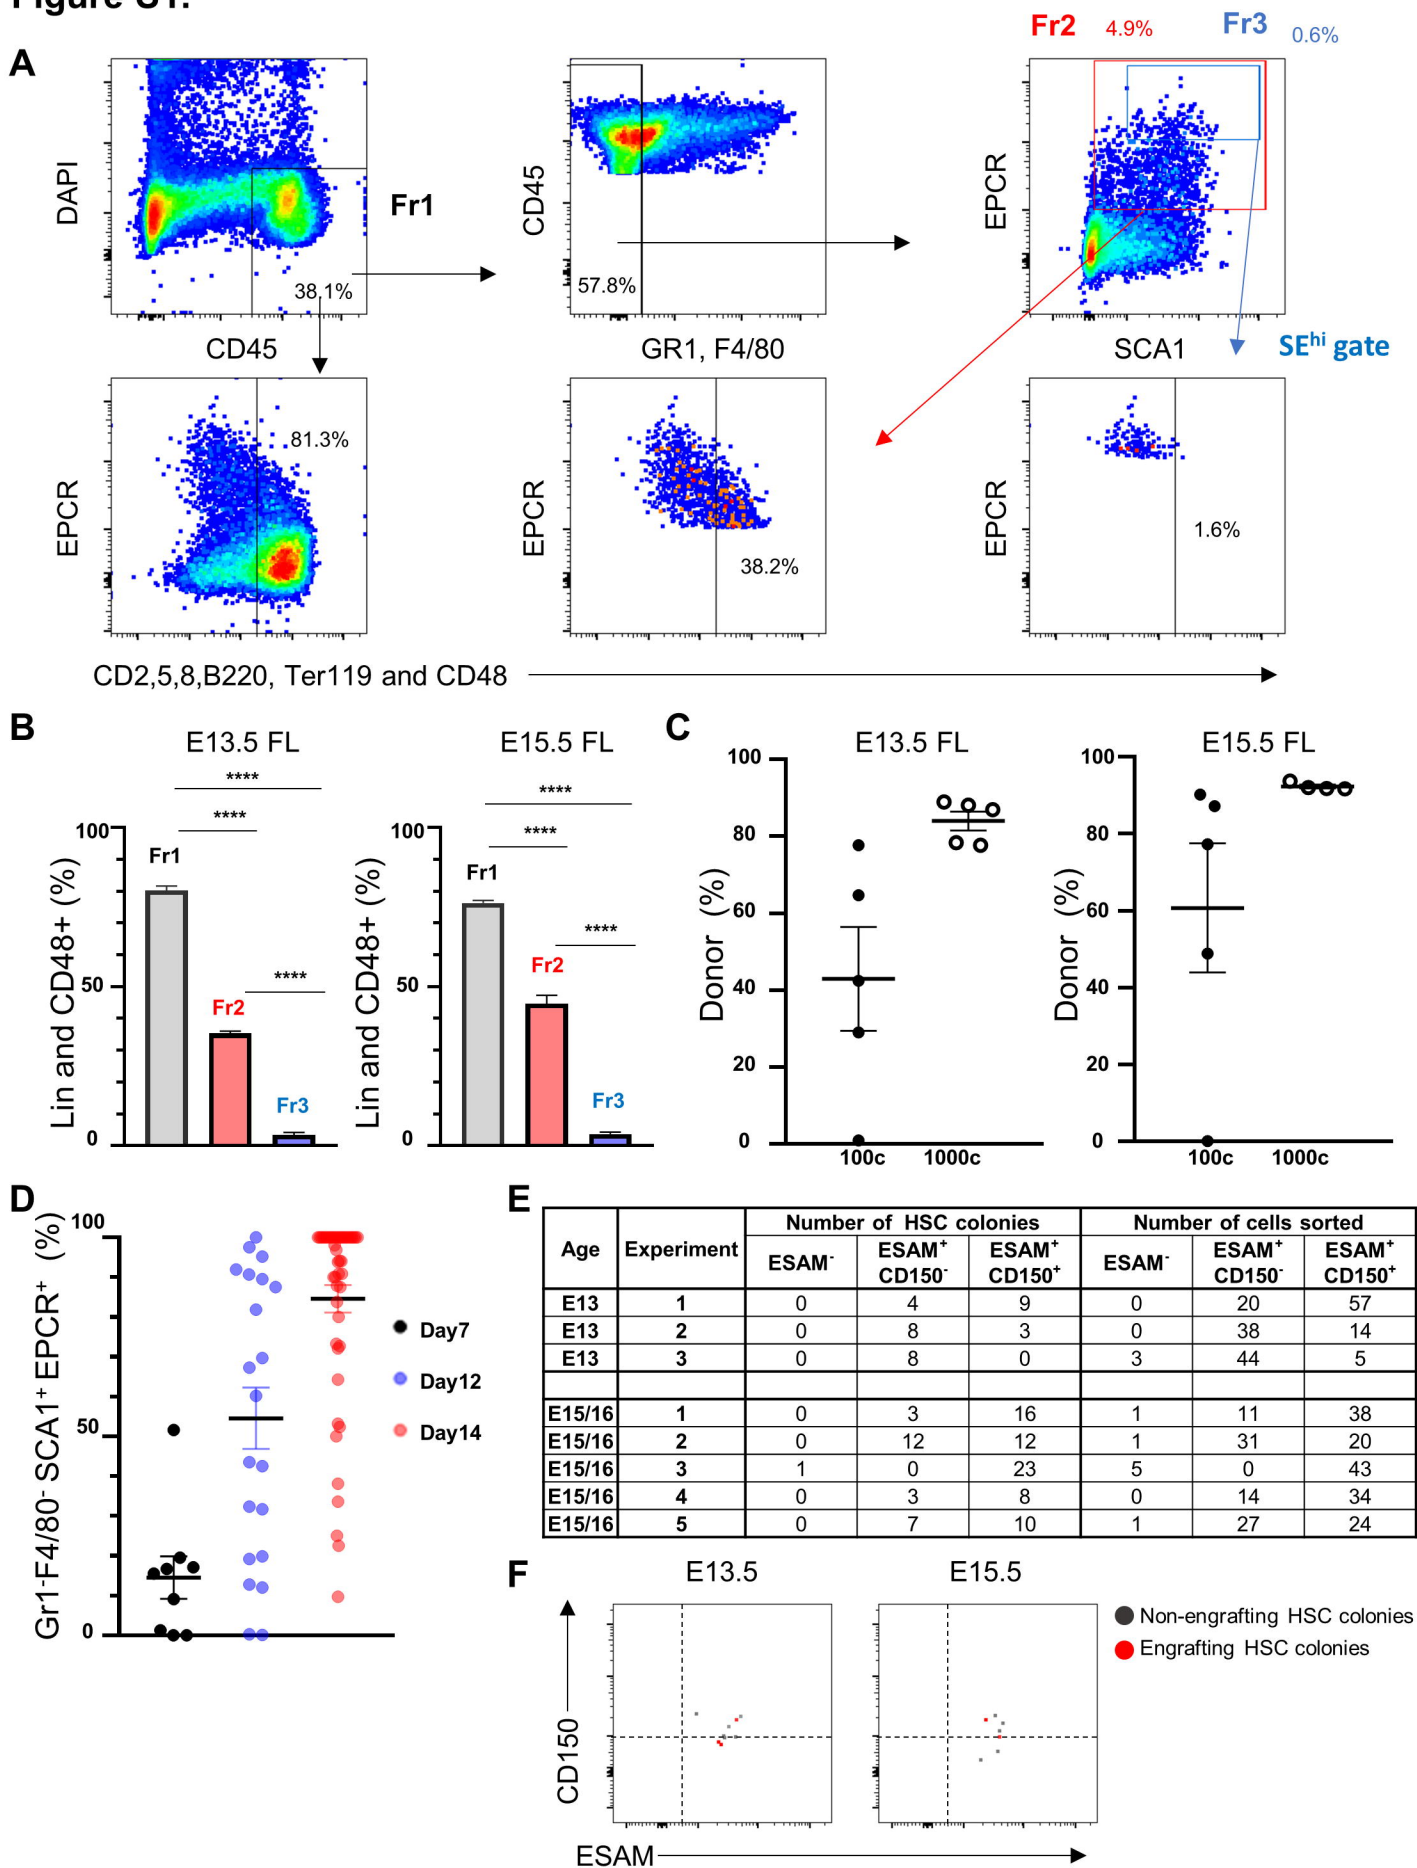 Figure S1.
A
Fr2 4.9% Fr3 0.6%
DAPI
Fr1
38.1%
CD45
CD45
57.8%
GR1, F4/80
EPCR
SCA1
SEhi gate
EPCR
81.3%
EPCR
38.2%
EPCR
1.6%
CD2,5,8,B220, Ter119 and CD48
B
E13.5 FL
****
****
****
Lin and CD48+ (%)
100
50
0
Fr1
Fr2
Fr3
E15.5 FL
****
****
****
Lin and CD48+ (%)
100
50
0
Fr1
Fr2
Fr3
C
E13.5 FL
Donor (%)
100
80
60
40
20
0
100c 1000c
E15.5 FL
Donor (%)
100
80
60
40
20
0
100c 1000c
D
Gr1-F4/80- SCA1+ EPCR+ (%)
100
50
0
Day7
Day12
Day14
E
Number of HSC colonies Number of cells sorted
Age Experiment ESAM- ESAM+ CD150- ESAM+ CD150+ ESAM- ESAM+ CD150- ESAM+ CD150+
E13 1 0 4 9 0 20 57
E13 2 0 8 3 0 38 14
E13 3 0 8 0 3 44 5
E15/16 1 0 3 16 1 11 38
E15/16 2 0 12 12 1 31 20
E15/16 3 1 0 23 5 0 43
E15/16 4 0 3 8 0 14 34
E15/16 5 0 7 10 1 27 24
F
E13.5
E15.5
CD150
ESAM
Non-engrafting HSC colonies
Engrafting HSC colonies